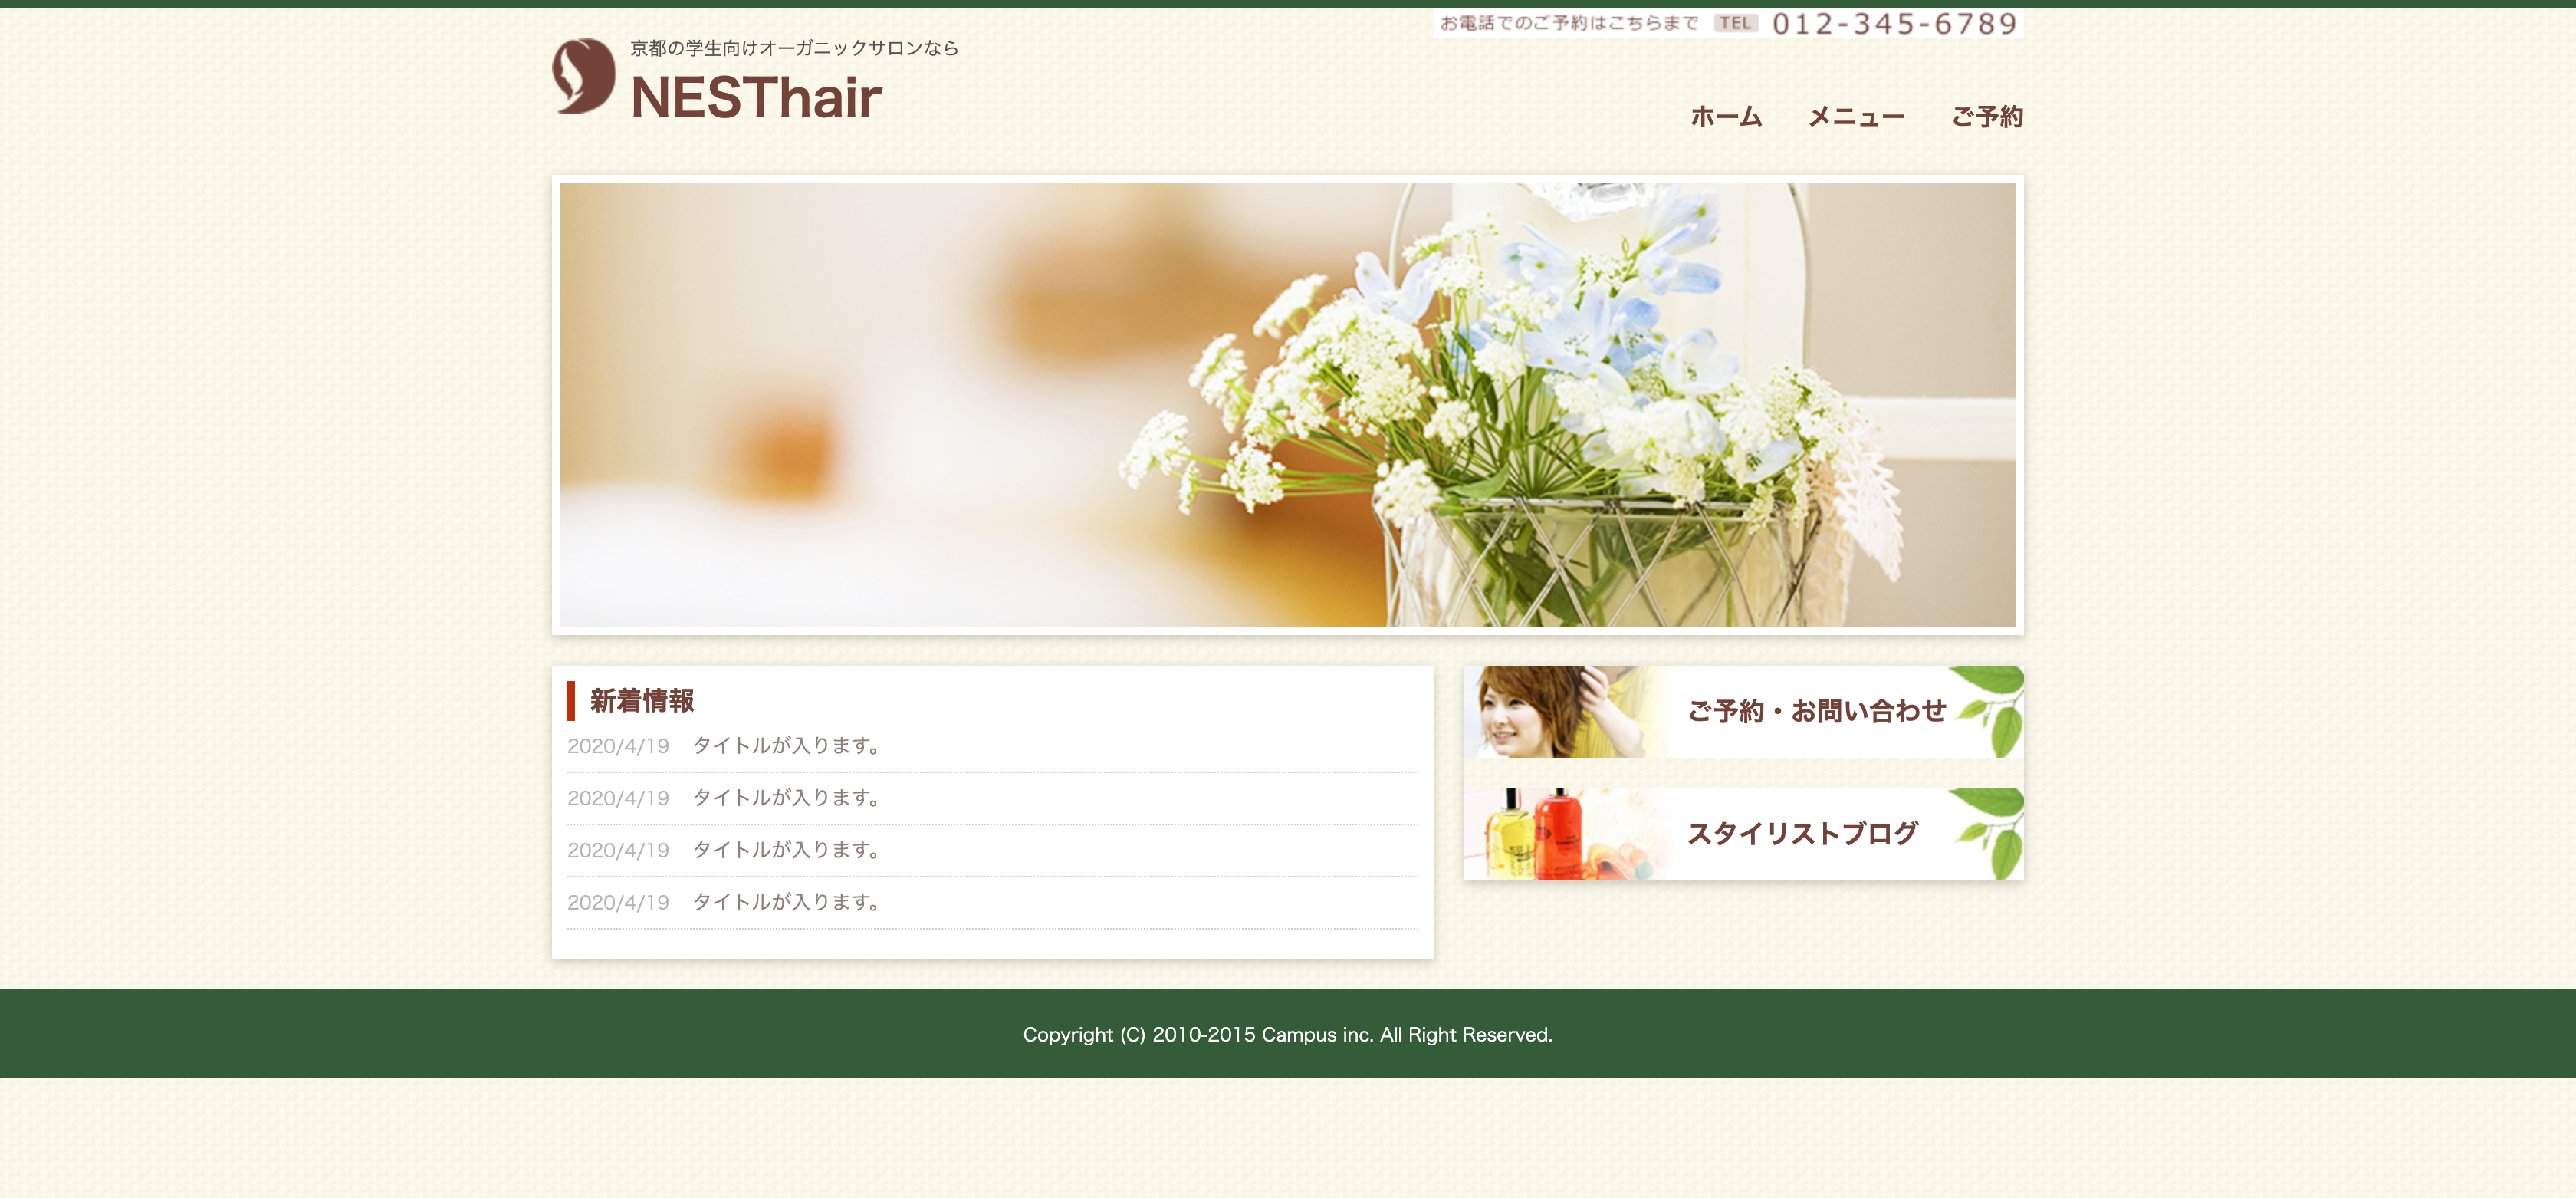 お電話でのご予約はこちらまで TEL 012-345-6789
京都の学生向けオーガニックサロンなら
NESThair
ホーム メニュー ご予約
新着情報
2020/4/19 タイトルが入ります。
2020/4/19 タイトルが入ります。
2020/4/19 タイトルが入ります。
2020/4/19 タイトルが入ります。
ご予約・お問い合わせ
スタイリストブログ
Copyright (C) 2010-2015 Campus inc. All Right Reserved.